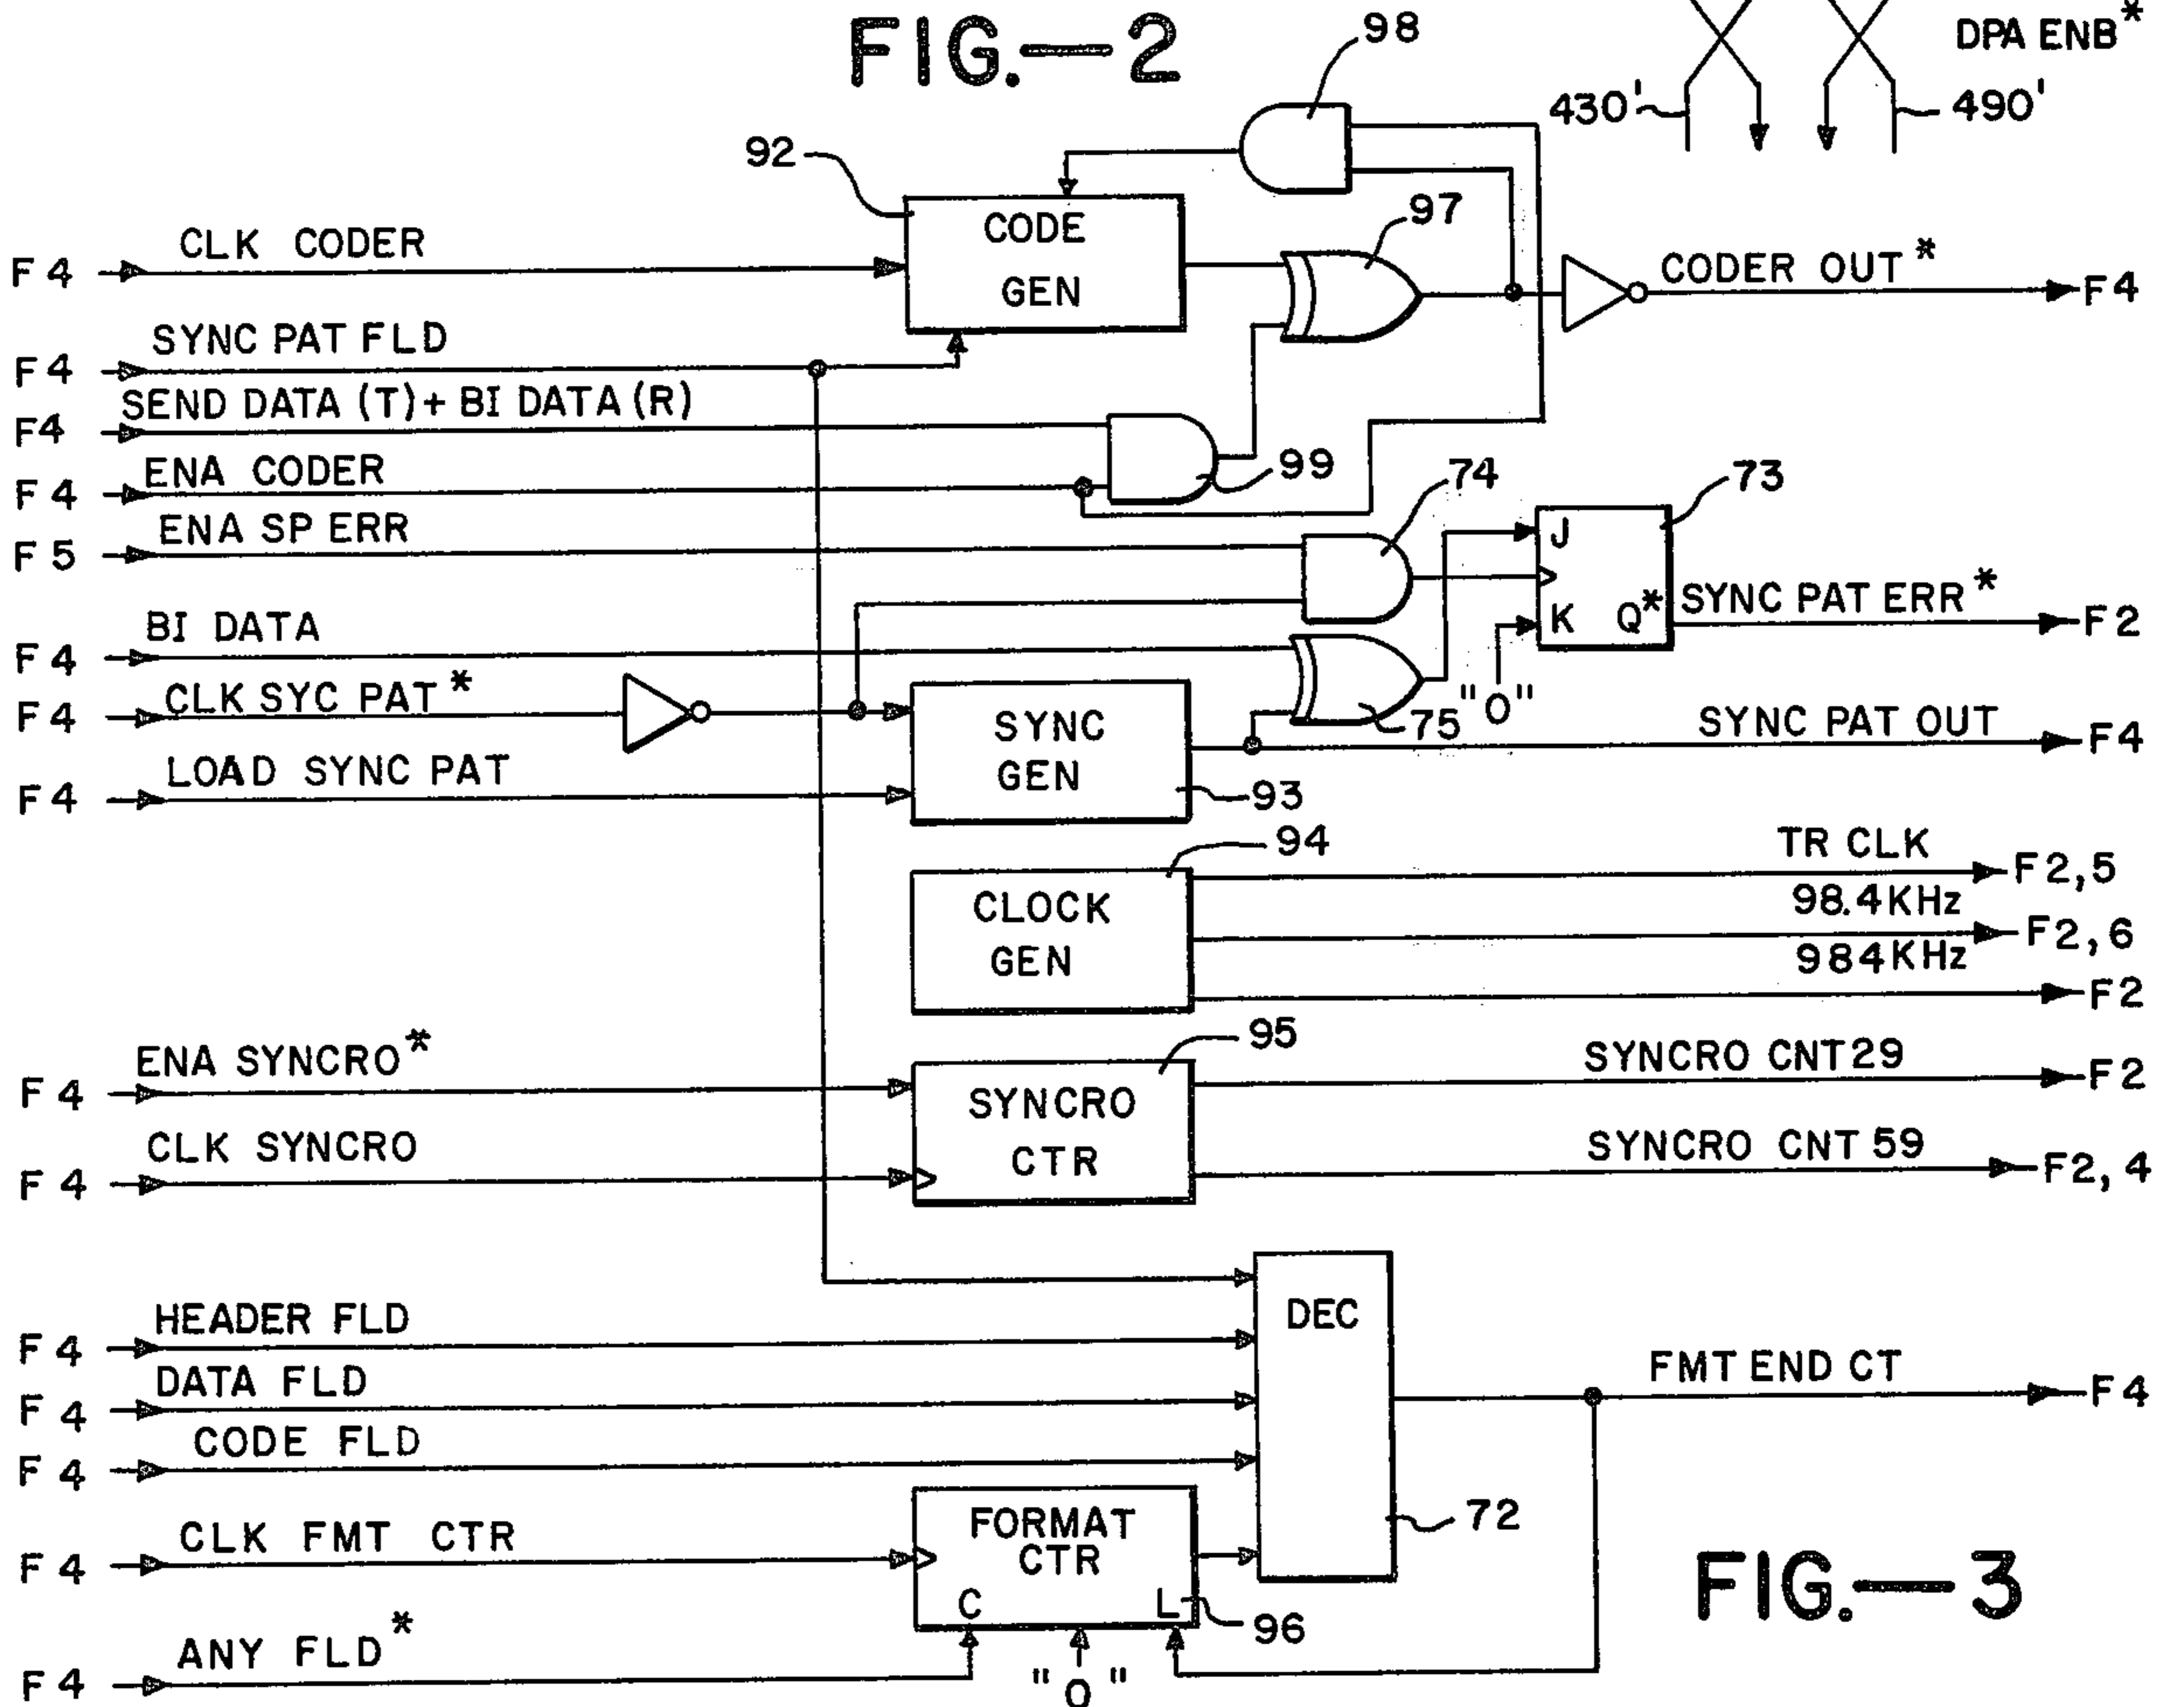 FIG.—2
DPA ENB*
430'
490'
98
92
CODE
GEN
97
F4 CLK CODER
CODER OUT* F4
F4 SYNC PAT FLD
F4 SEND DATA (T)+ BI DATA (R)
F4 ENA CODER
99
74
73
F5 ENA SP ERR
J
K Q*
SYNC PAT ERR* F2
"0"
F4 BI DATA
F4 CLK SYC PAT*
75
SYNC
GEN
93
SYNC PAT OUT F4
F4 LOAD SYNC PAT
94
CLOCK
GEN
TR CLK F2,5
98.4KHz F2,6
984KHz F2
95
F4 ENA SYNCRO*
SYNCRO
CTR
SYNCRO CNT 29 F2
F4 CLK SYNCRO
SYNCRO CNT 59 F2,4
DEC
F4 HEADER FLD
F4 DATA FLD
FMT END CT F4
F4 CODE FLD
72
F4 CLK FMT CTR
FORMAT
CTR
C L
96
F4 ANY FLD*
"0"
FIG.—3